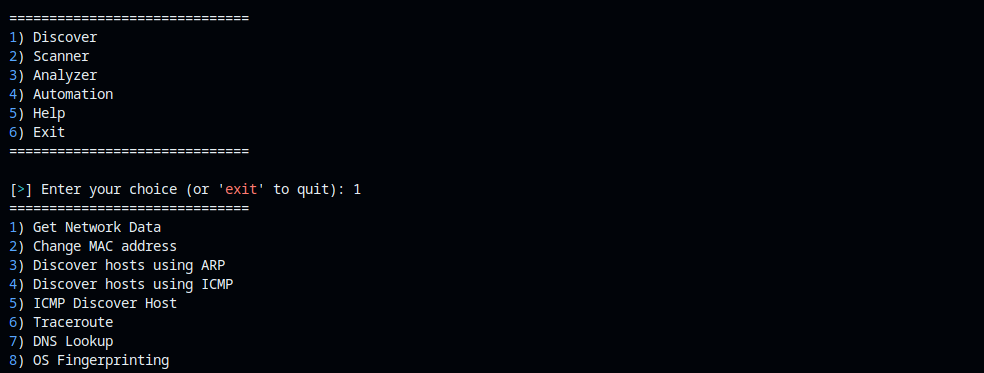 ==============================
1) Discover
2) Scanner
3) Analyzer
4) Automation
5) Help
6) Exit
==============================
[>] Enter your choice (or 'exit' to quit): 1
==============================
1) Get Network Data
2) Change MAC address
3) Discover hosts using ARP
4) Discover hosts using ICMP
5) ICMP Discover Host
6) Traceroute
7) DNS Lookup
8) OS Fingerprinting